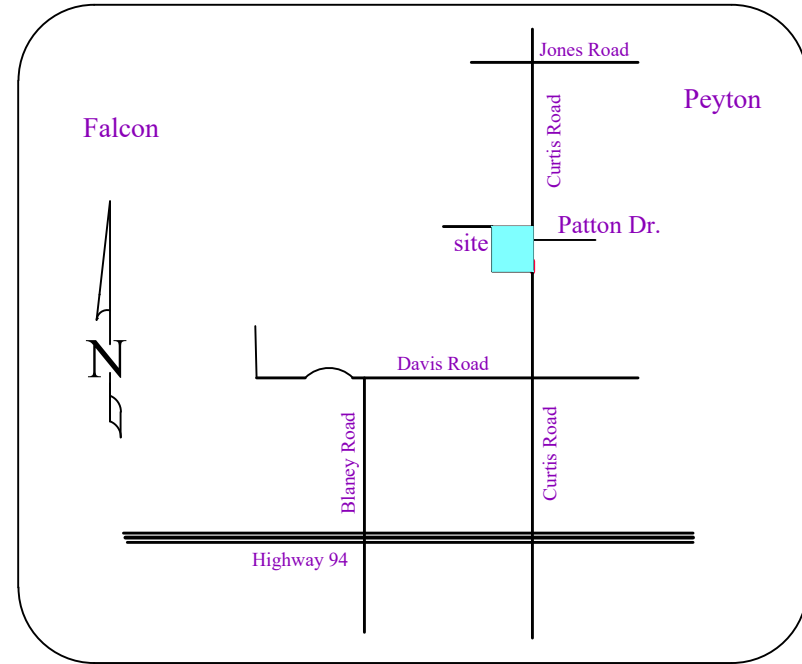 Jones Road
Peyton
Falcon
Curtis Road
Patton Dr.
site
N
Davis Road
Blaney Road
Curtis Road
Highway 94